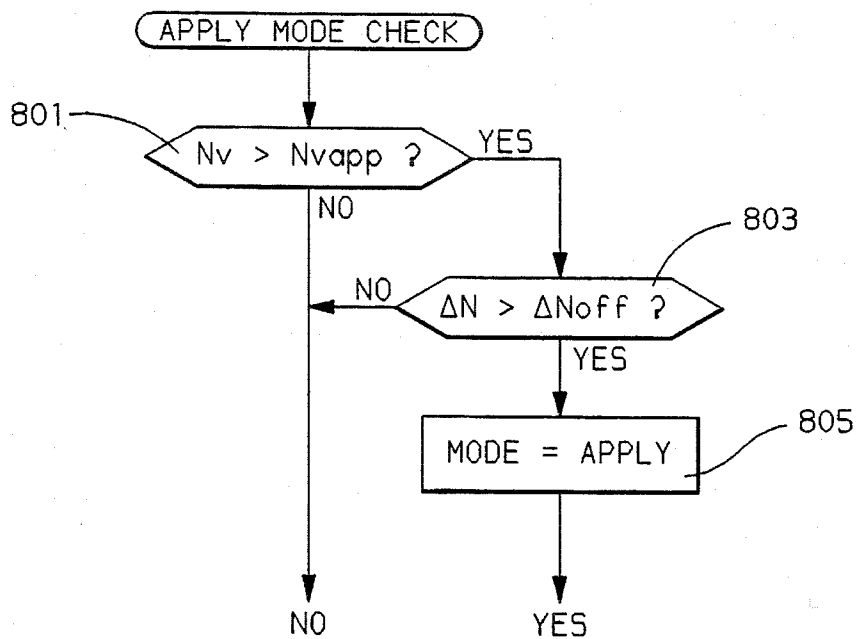 APPLY MODE CHECK
801
Nv > Nvapp ?
YES
NO
803
NO
ΔN > ΔNoff ?
YES
805
MODE = APPLY
NO
YES